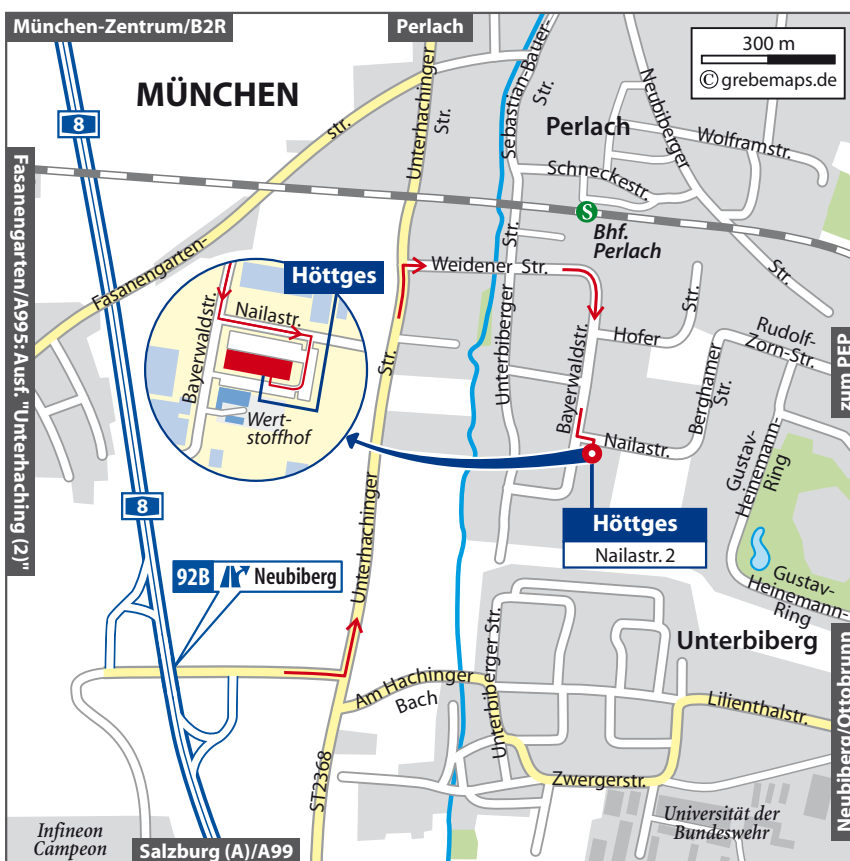 München-Zentrum/B2R
Perlach
300 m
© grebemaps.de
MÜNCHEN
8
Unterhachinger
Str.
Sebastian-Bauer-
Str.
Perlach
Neubiberger
Str.
Wolframstr.
Schneckestr.
S
Bhf.
Perlach
Fasanengarten-
str.
Fasanengarten/A995: Ausf. "Unterhaching (2)"
Höttges
Nailastr.
Bayerwaldstr.
Wert-
stoffhof
Weidener Str.
Unterbiberger
Str.
Hofer
Str.
Bayerwaldstr.
Berghamer
Str.
Nailastr.
Rudolf-
Zorn-Str.
zum PEP
Gustav-
Heinemann-
Ring
Gustav-
Heinemann-
Ring
Höttges
Nailastr. 2
8
92B Neubiberg
Unterhachinger
Str.
Unterbiberg
Unterbiberger Str.
Am Hachinger
Bach
Lilienthalstr.
Zwergerstr.
ST2368
Neubiberg/Ottobrunn
Universität der
Bundeswehr
Infineon
Campeon
Salzburg (A)/A99